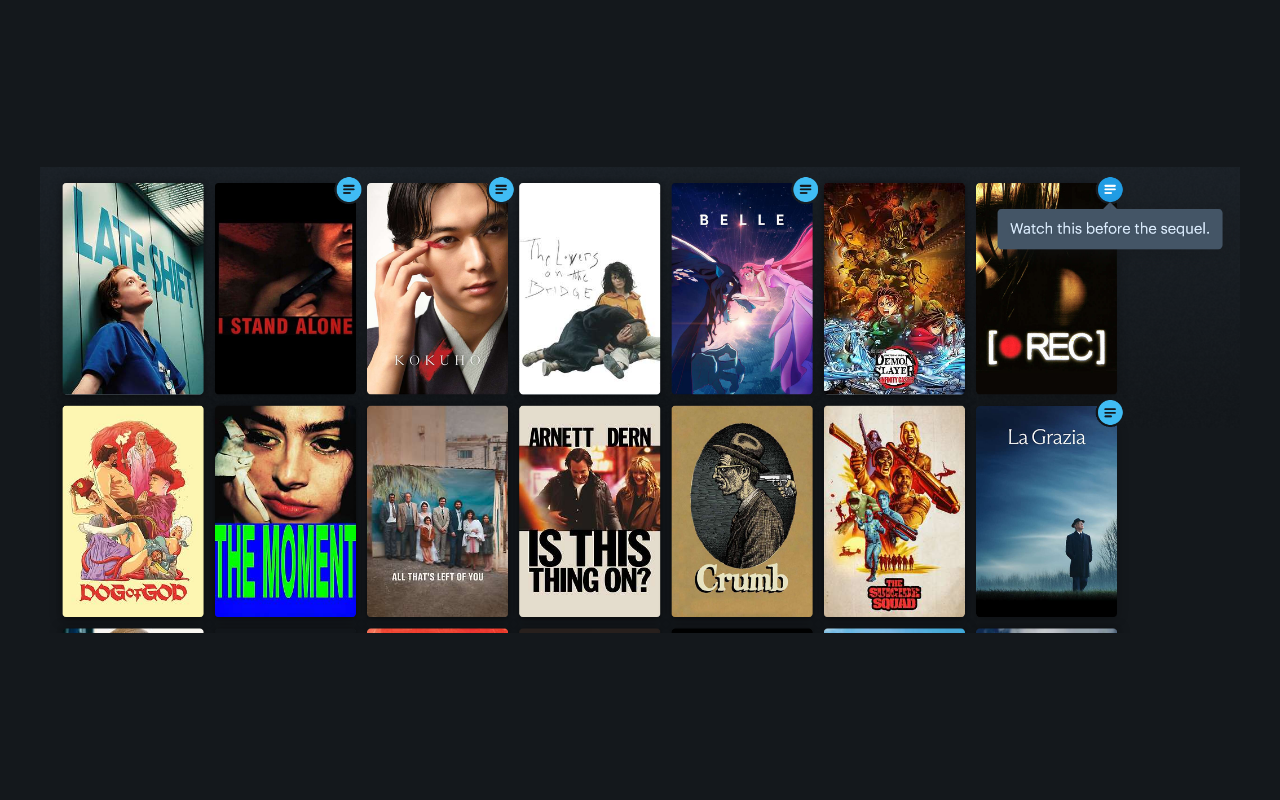 LATE SHIFT
I STAND ALONE
KOKUHO
The Lovers
on the
BRIDGE
BELLE
DEMON
SLAYER
INFINITY CASTLE
Watch this before the sequel.
[REC]
DOG OF GOD
THE MOMENT
ALL THAT'S LEFT OF YOU
ARNETT DERN
IS THIS
THING ON?
Crumb
THE
SUICIDE
SQUAD
La Grazia